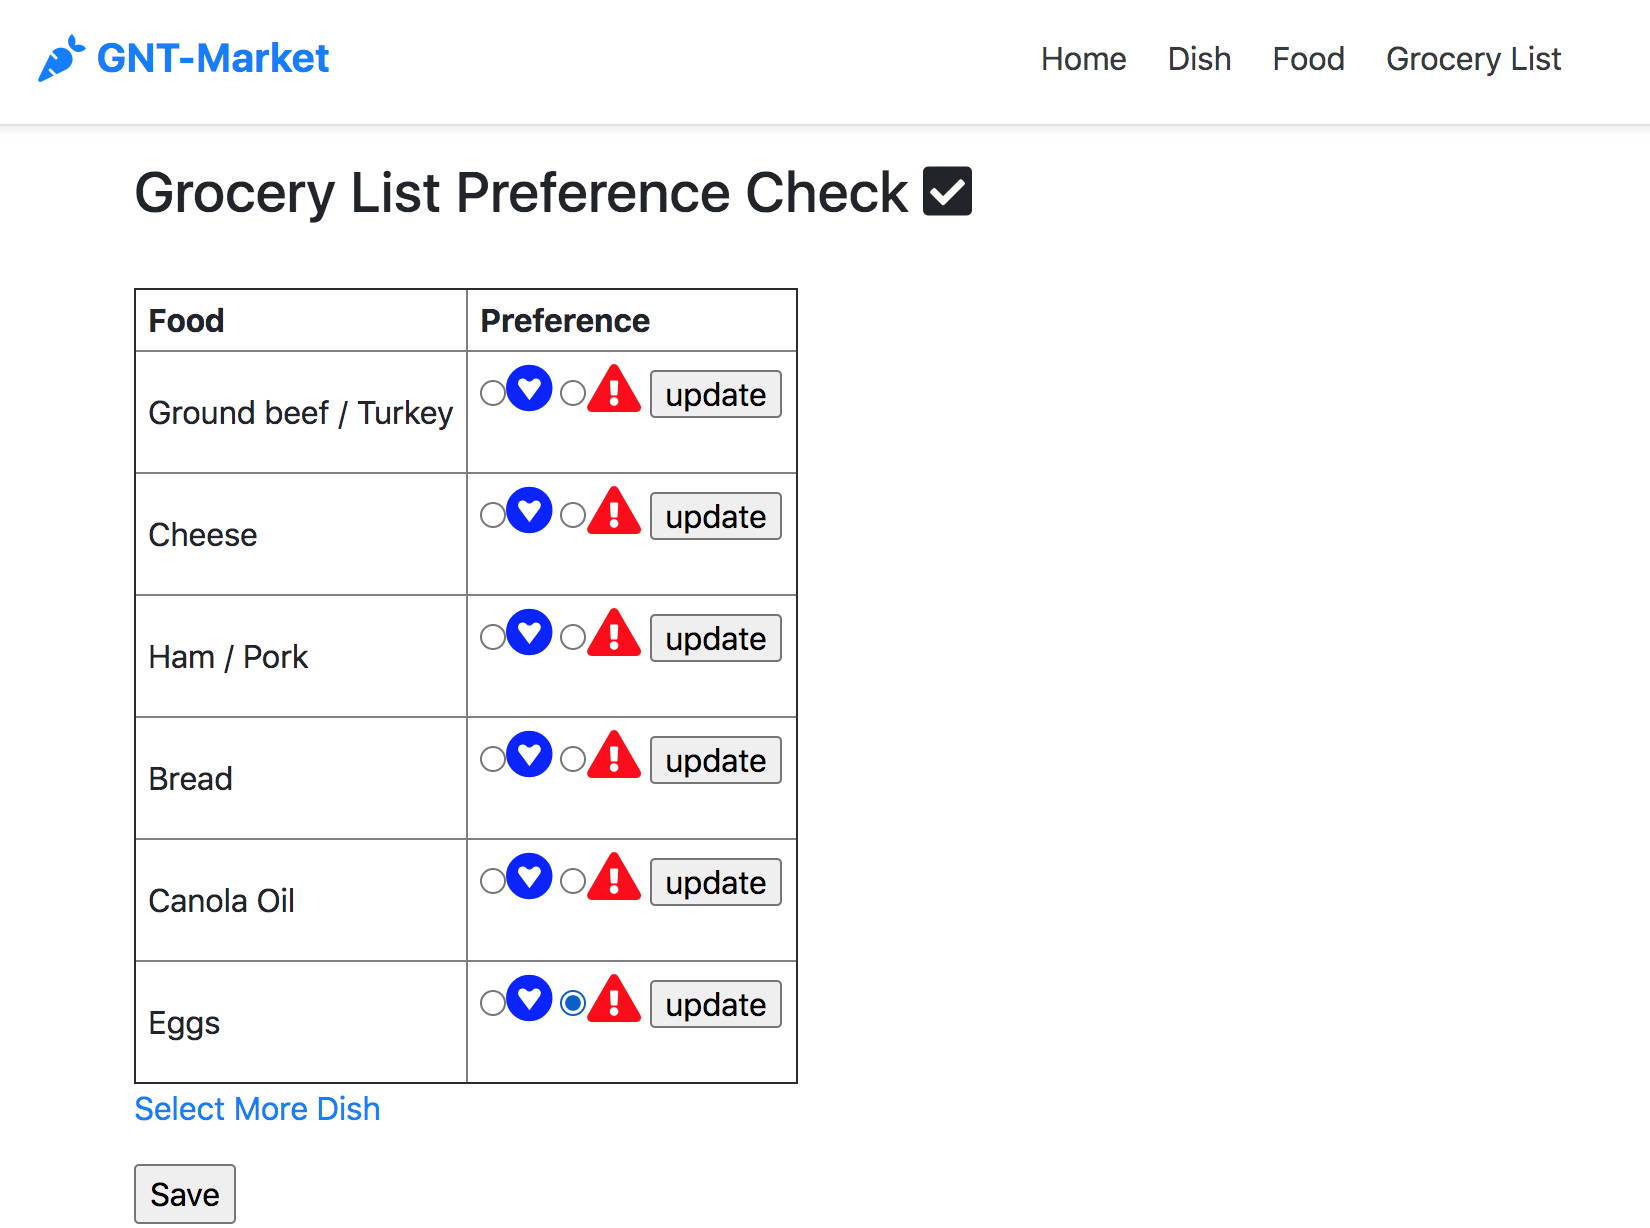 GNT-Market
Home Dish Food Grocery List
Grocery List Preference Check
Food Preference
Ground beef / Turkey update
Cheese update
Ham / Pork update
Bread update
Canola Oil update
Eggs update
Select More Dish
Save